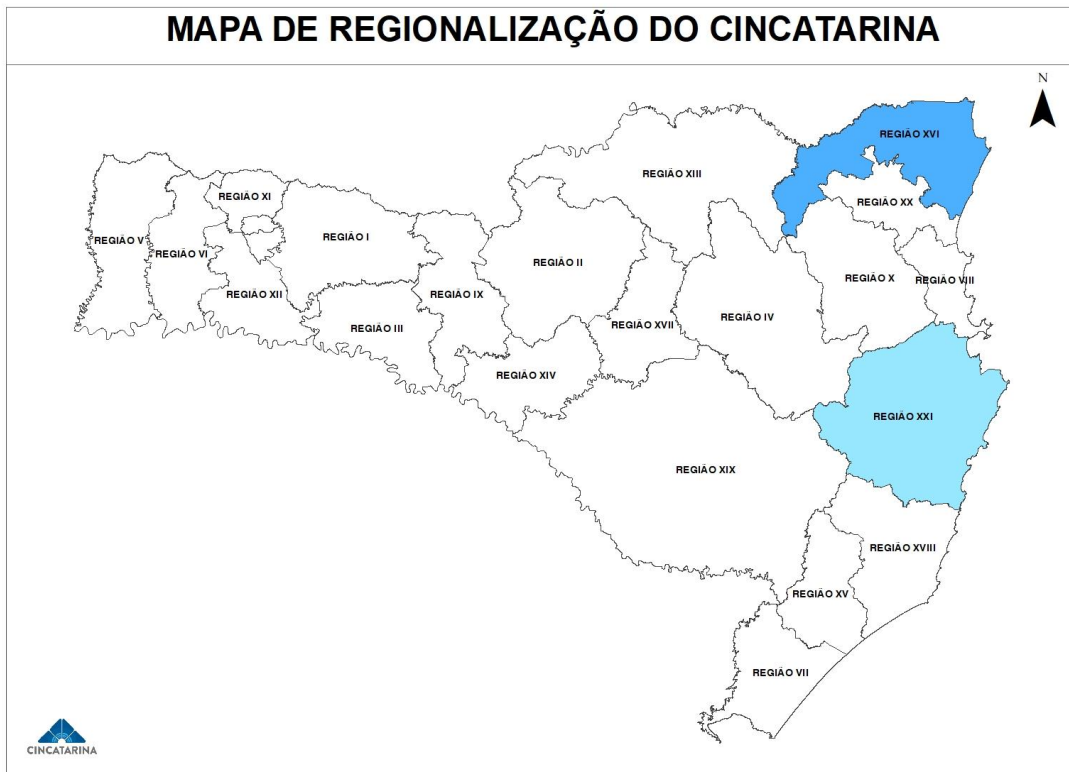 MAPA DE REGIONALIZAÇÃO DO CINCATARINA
N
REGIÃO XVI
REGIÃO XIII
REGIÃO XI
REGIÃO XX
REGIÃO V
REGIÃO I
REGIÃO VI
REGIÃO II
REGIÃO X
REGIÃO VIII
REGIÃO XII
REGIÃO IX
REGIÃO III
REGIÃO XVII
REGIÃO IV
REGIÃO XIV
REGIÃO XXI
REGIÃO XIX
REGIÃO XVIII
REGIÃO XV
REGIÃO VII
CINCATARINA